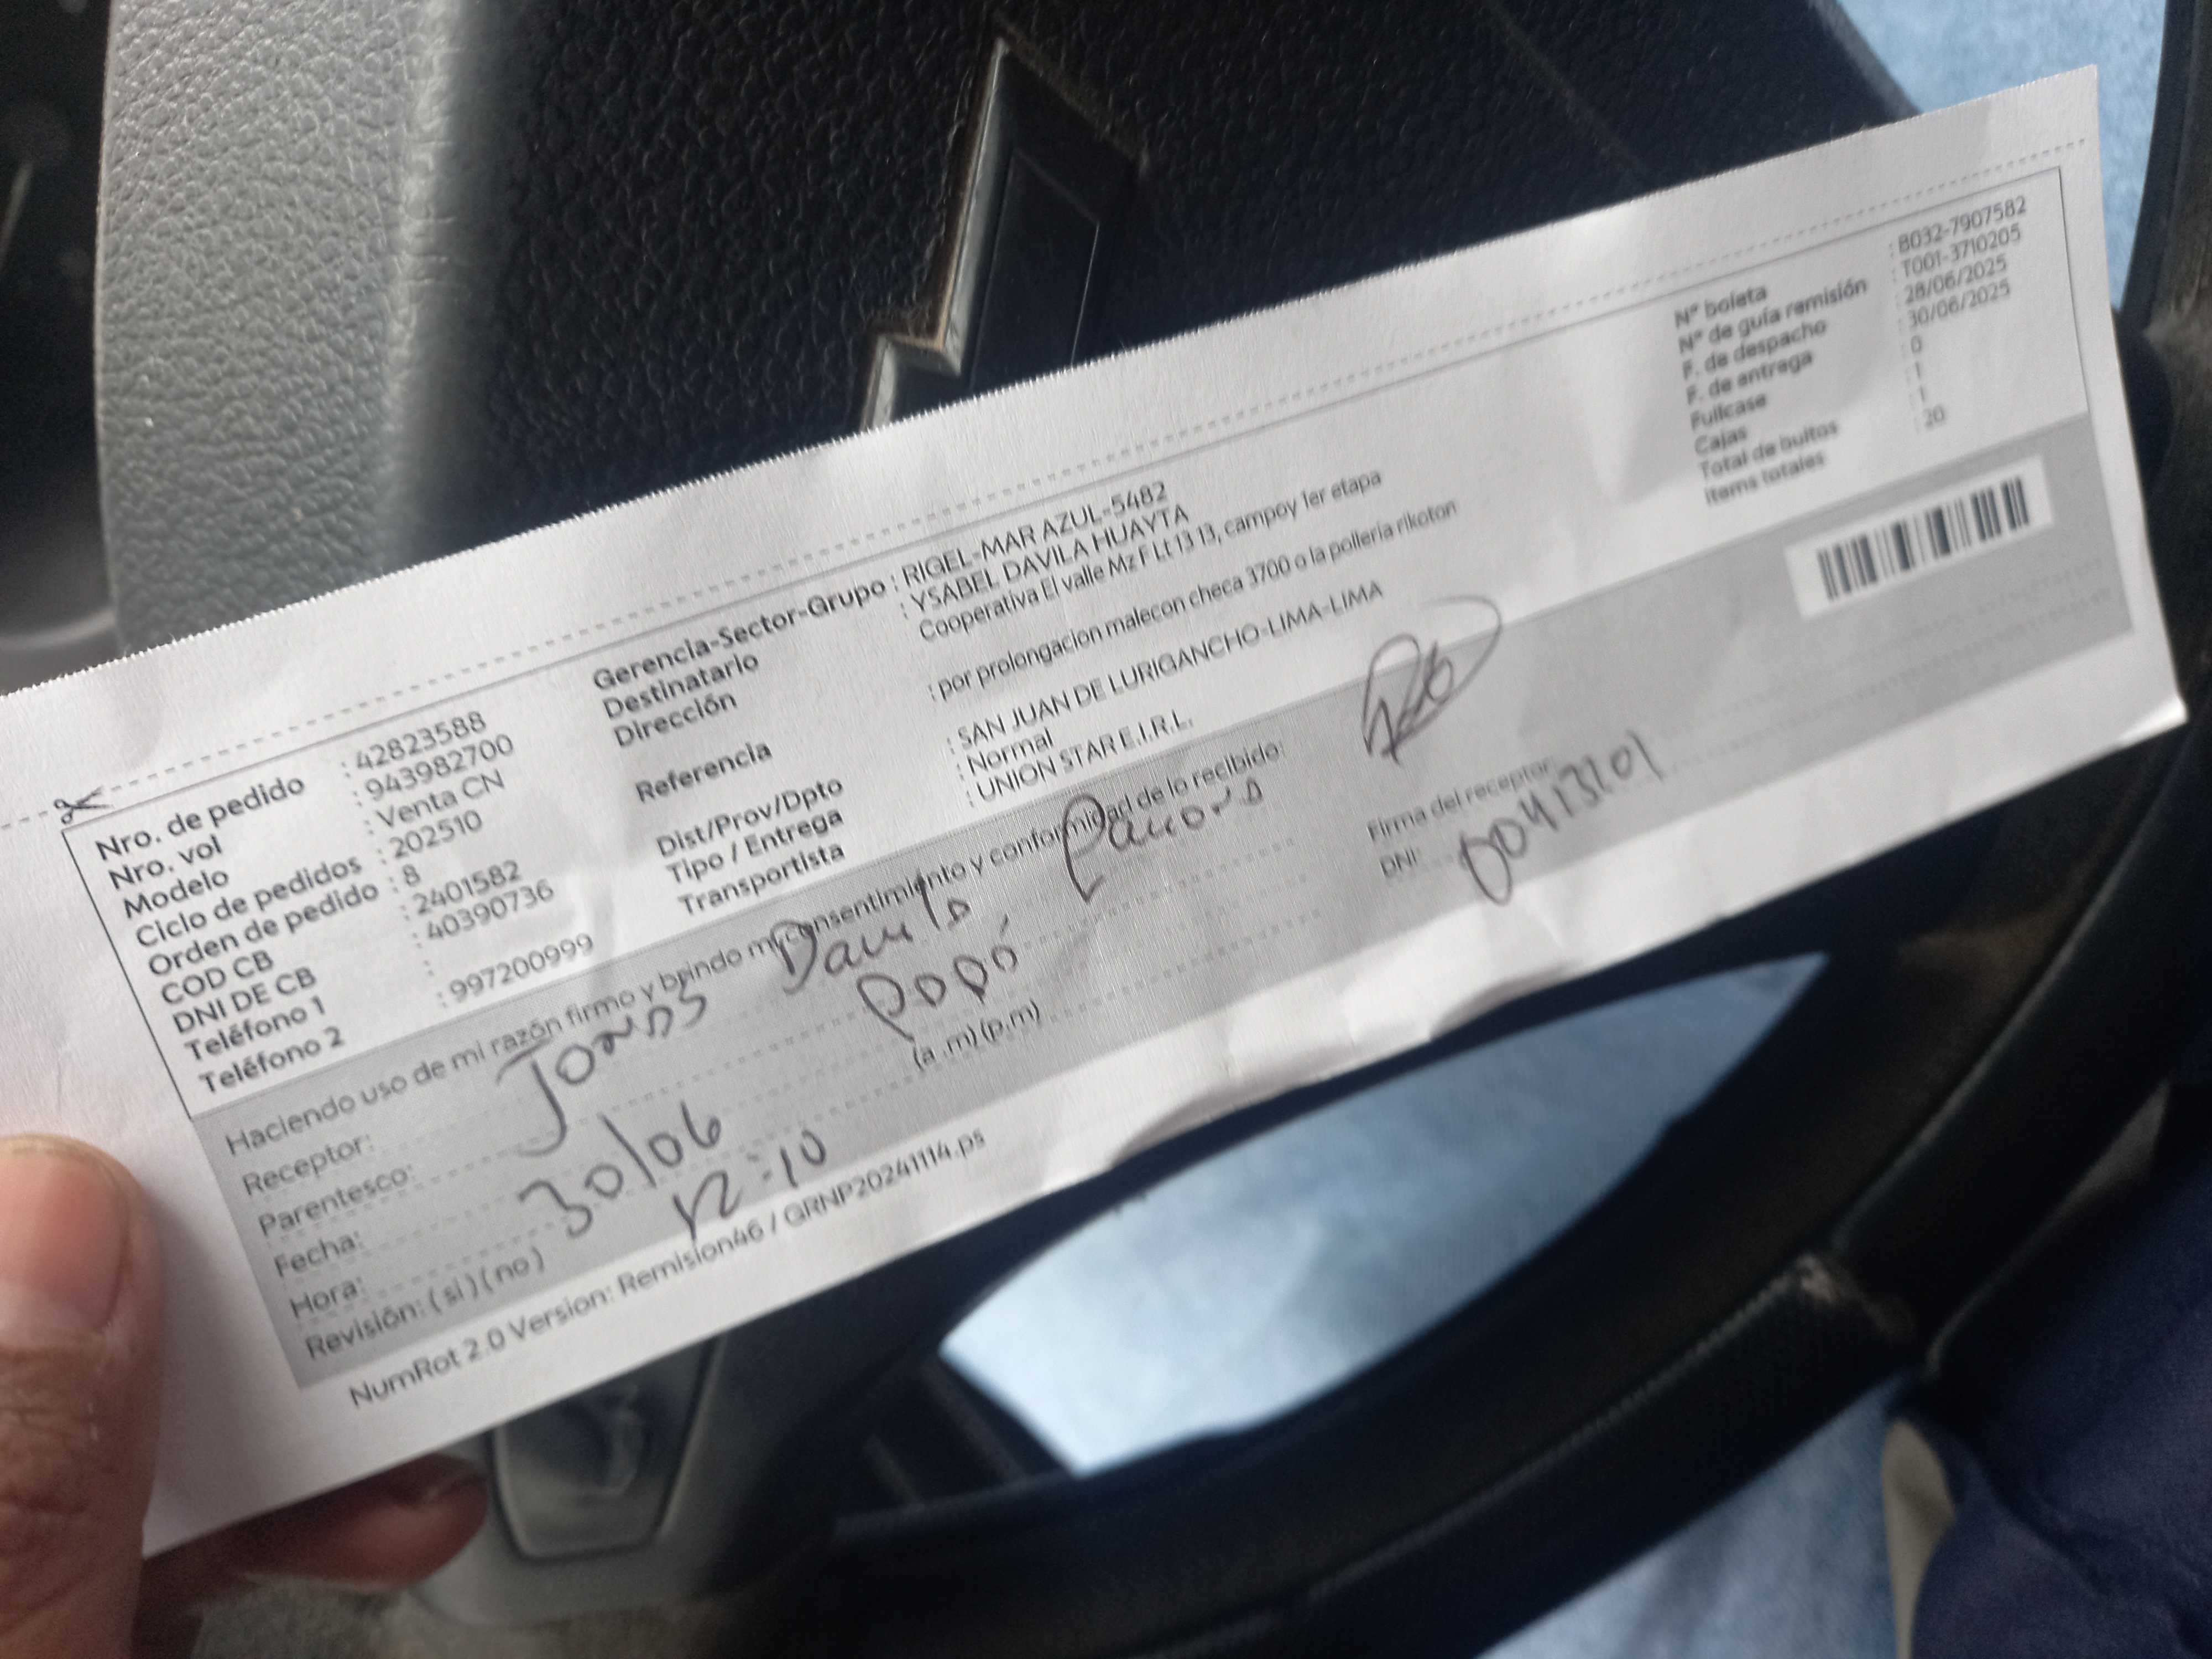 Nro. de pedido : 42823588
Nro. vol : 943982700
Modelo : Venta CN
Ciclo de pedidos : 202510
Orden de pedido : 8
COD CB : 2401582
DNI DE CB : 40390736
Teléfono 1 :
Teléfono 2 : 997200999
Gerencia-Sector-Grupo : RIGEL-MAR AZUL-5482
Destinatario : YSABEL DAVILA HUAYTA
Dirección Cooperativa El valle Mz F Lt 13 13, campoy 1er etapa
Referencia : por prolongacion malecon checa 3700 o la polleria rikoton
Dist/Prov/Dpto : SAN JUAN DE LURIGANCHO-LIMA-LIMA
Tipo / Entrega : Normal
Transportista : UNION STAR E.I.R.L.
N° boleta : B032-7907582
N° de guía remisión : T001-3710205
F. de despacho : 28/06/2025
F. de entrega : 30/06/2025
Fullcase : 0
Cajas : 1
Total de bultos : 1
Items totales : 20
Haciendo uso de mi razón firmo y brindo mi consentimiento y conformidad de lo recibido:
Receptor: Jonas Davila
Parentesco: papá
Fecha: 30/06
Hora: 12:10 (a.m)(p.m)
Revisión: (si)(no)
Firma del receptor:
DNI:
NumRot 2.0 Version: Remision46 / GRNP20241114.ps